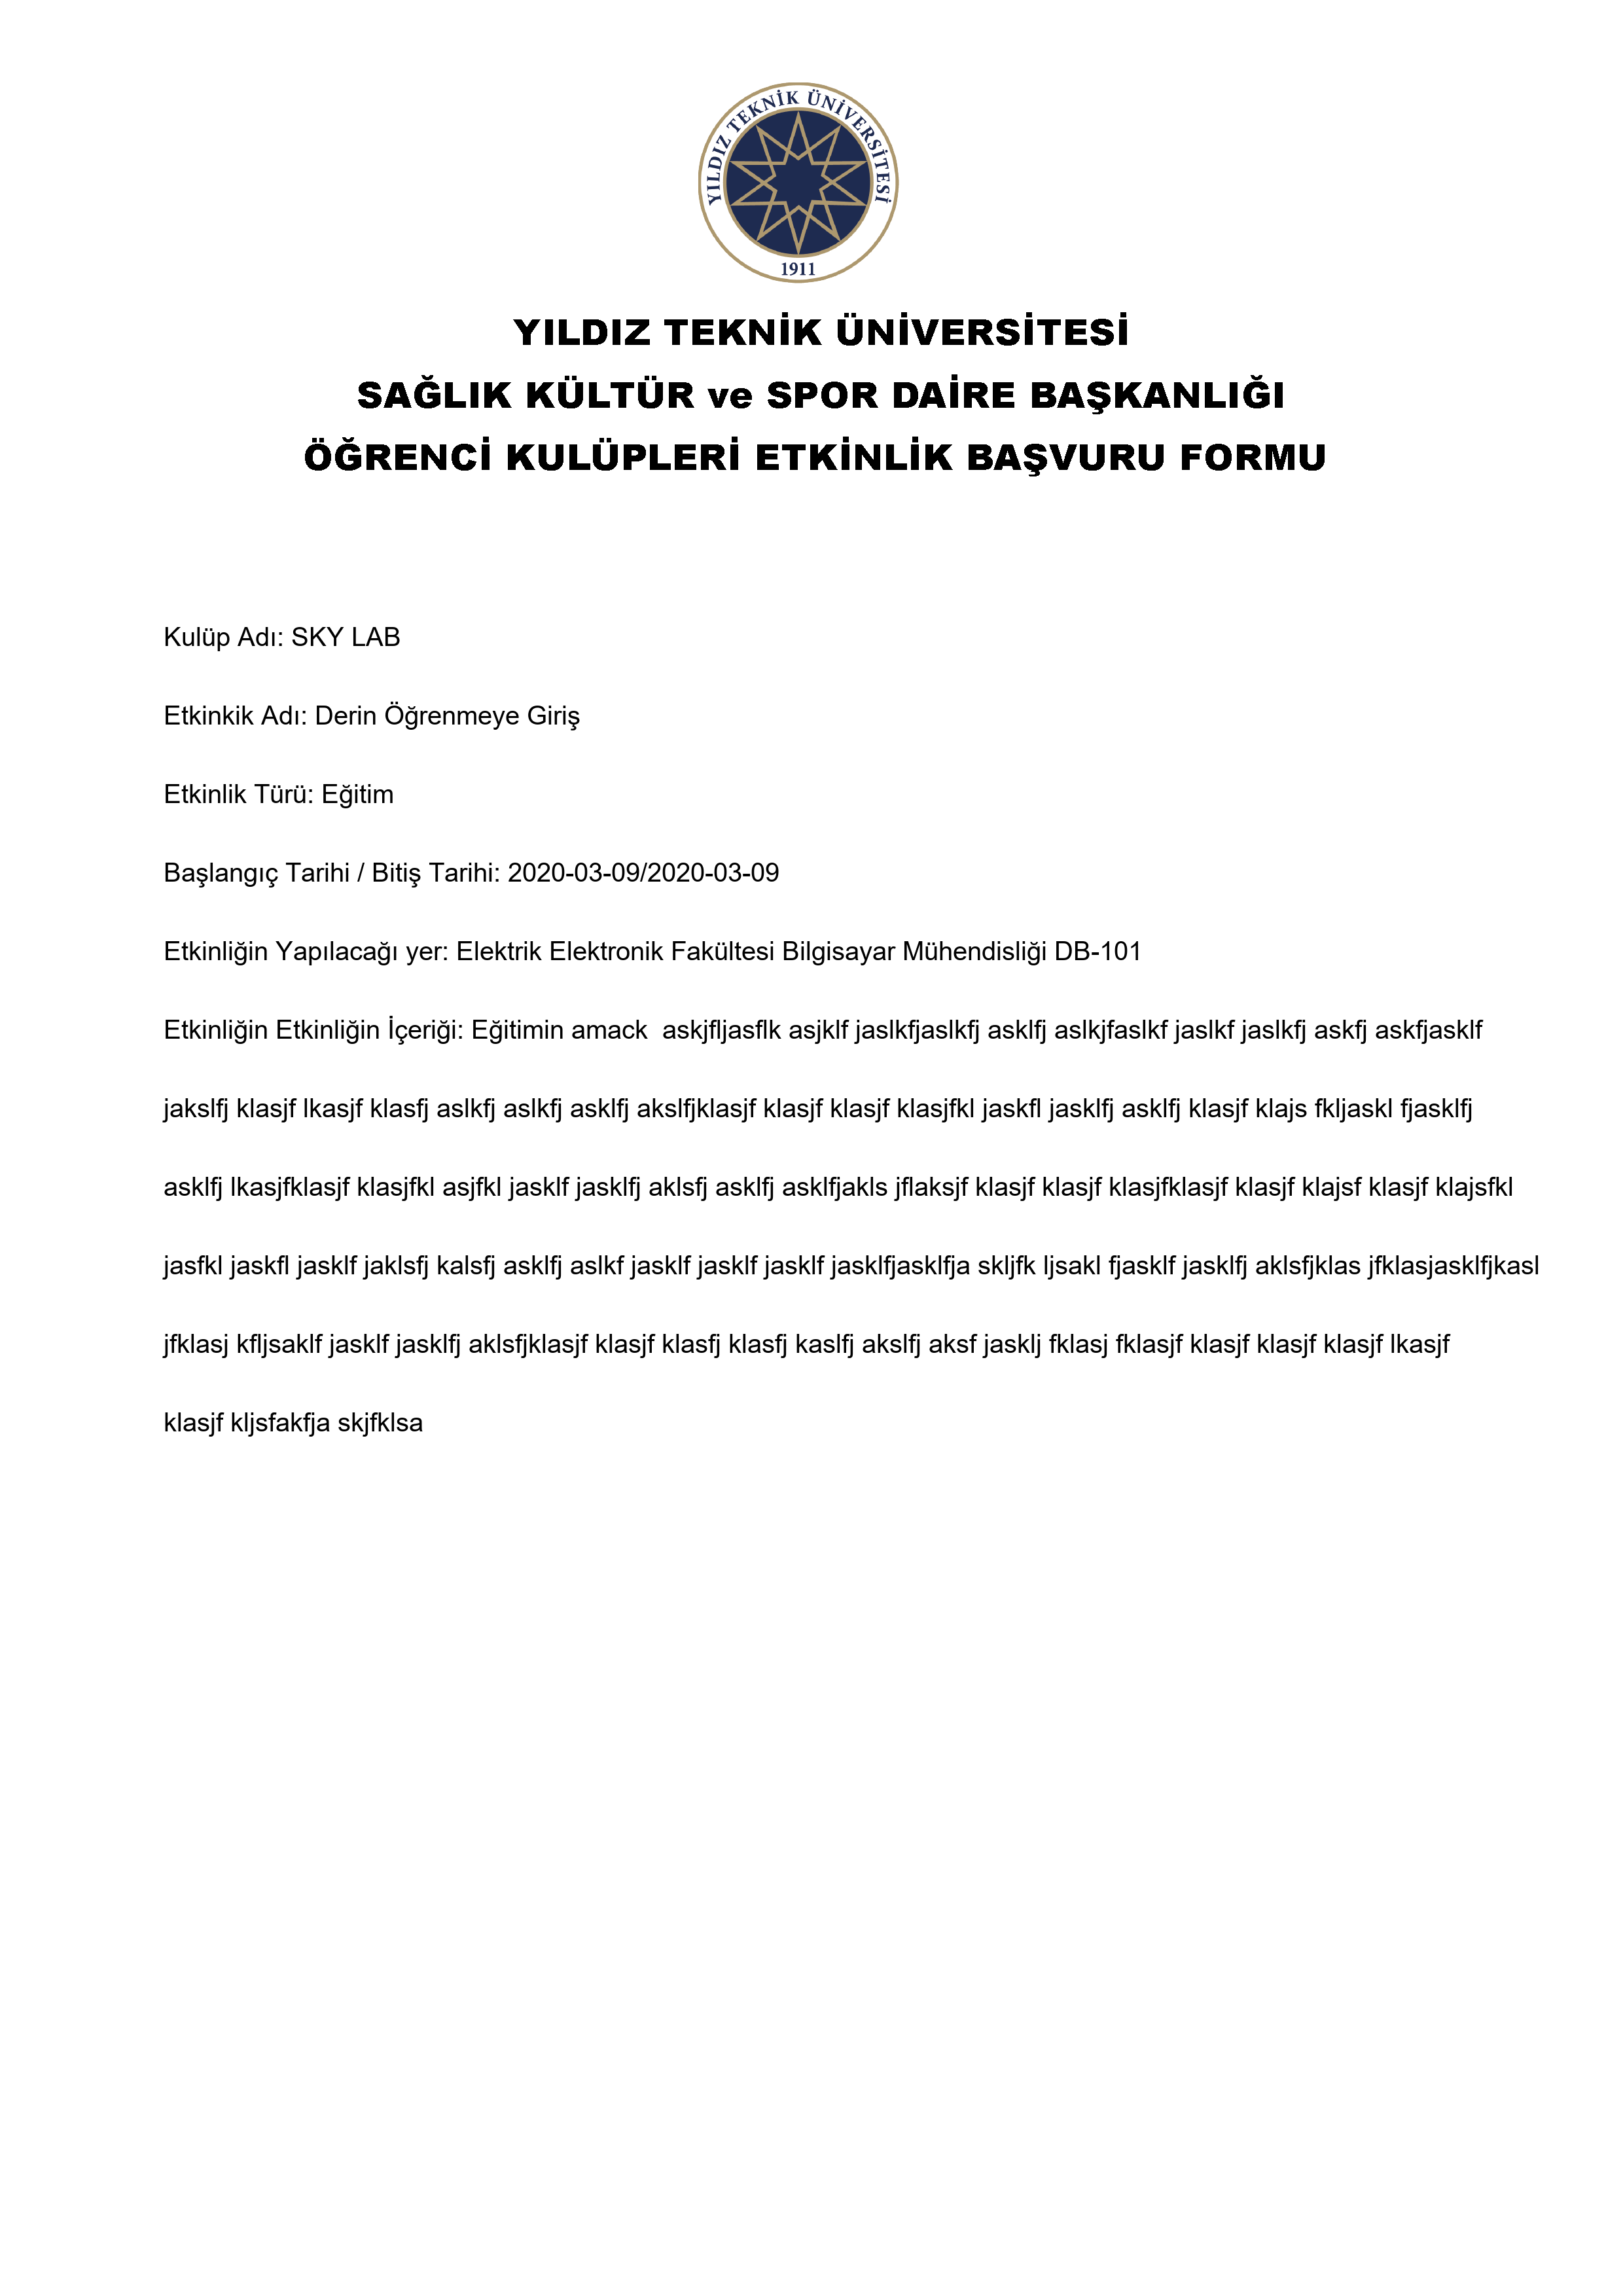 YILDIZ TEKNİK ÜNİVERSİTESİ
1911
YILDIZ TEKNİK ÜNİVERSİTESİ
SAĞLIK KÜLTÜR ve SPOR DAİRE BAŞKANLIĞI
ÖĞRENCİ KULÜPLERİ ETKİNLİK BAŞVURU FORMU
Kulüp Adı: SKY LAB
Etkinkik Adı: Derin Öğrenmeye Giriş
Etkinlik Türü: Eğitim
Başlangıç Tarihi / Bitiş Tarihi: 2020-03-09/2020-03-09
Etkinliğin Yapılacağı yer: Elektrik Elektronik Fakültesi Bilgisayar Mühendisliği DB-101
Etkinliğin Etkinliğin İçeriği: Eğitimin amack  askjfljasflk asjklf jaslkfjaslkfj asklfj aslkjfaslkf jaslkf jaslkfj askfj askfjasklf
jakslfj klasjf lkasjf klasfj aslkfj aslkfj asklfj akslfjklasjf klasjf klasjf klasjfkl jaskfl jasklfj asklfj klasjf klajs fkljaskl fjasklfj
asklfj lkasjfklasjf klasjfkl asjfkl jasklf jasklfj aklsfj asklfj asklfjakls jflaksjf klasjf klasjf klasjfklasjf klasjf klajsf klasjf klajsfkl
jasfkl jaskfl jasklf jaklsfj kalsfj asklfj aslkf jasklf jasklf jasklf jasklfjasklfja skljfk ljsakl fjasklf jasklfj aklsfjklas jfklasjasklfjkasl
jfklasj kfljsaklf jasklf jasklfj aklsfjklasjf klasjf klasfj klasfj kaslfj akslfj aksf jasklj fklasj fklasjf klasjf klasjf klasjf lkasjf
klasjf kljsfakfja skjfklsa